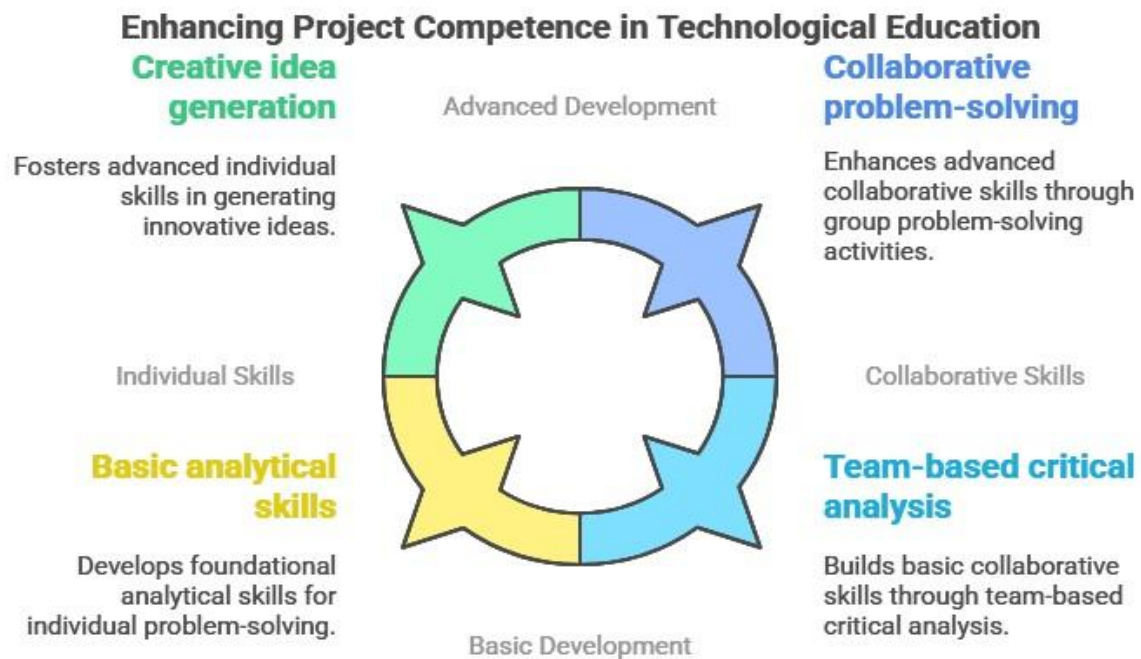 Enhancing Project Competence in Technological Education
Creative idea
generation
Fosters advanced individual
skills in generating
innovative ideas.
Advanced Development
Collaborative
problem-solving
Enhances advanced
collaborative skills through
group problem-solving
activities.
Individual Skills
Collaborative Skills
Basic analytical
skills
Develops foundational
analytical skills for
individual problem-solving.
Team-based critical
analysis
Builds basic collaborative
skills through team-based
critical analysis.
Basic Development